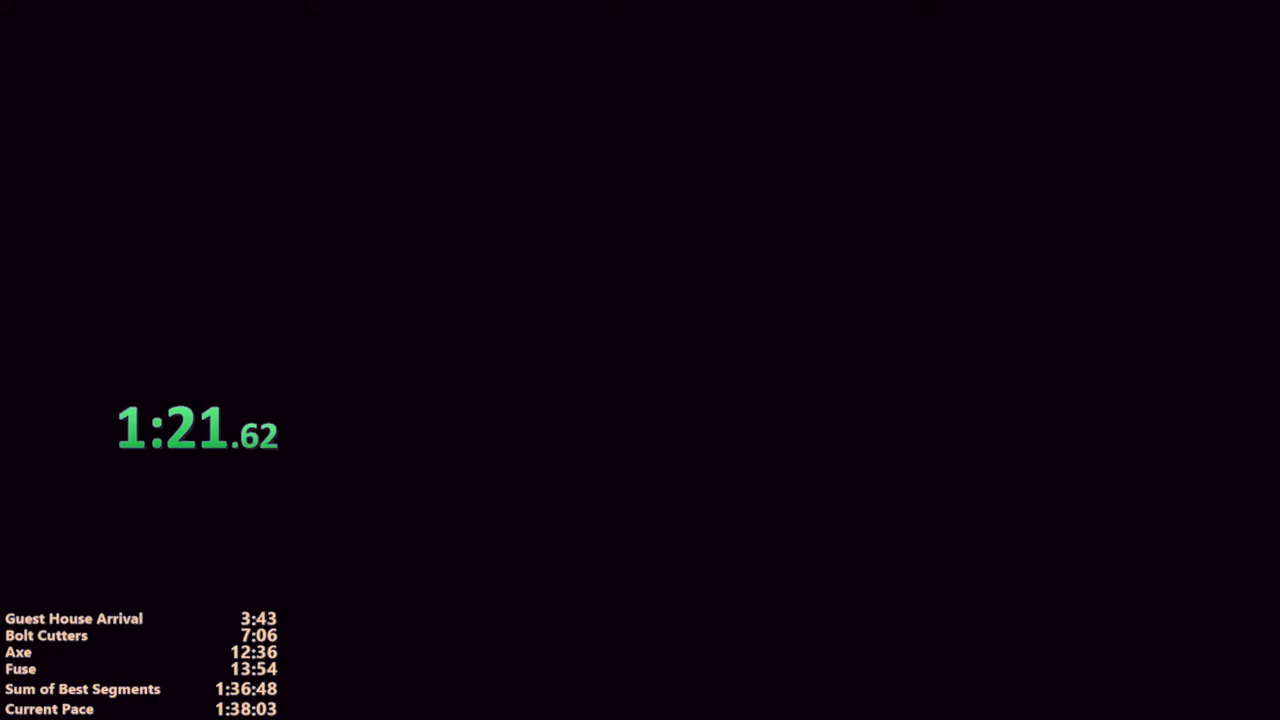 1:21.62
Guest House Arrival 3:43
Bolt Cutters 7:06
Axe 12:36
Fuse 13:54
Sum of Best Segments 1:36:48
Current Pace 1:38:03